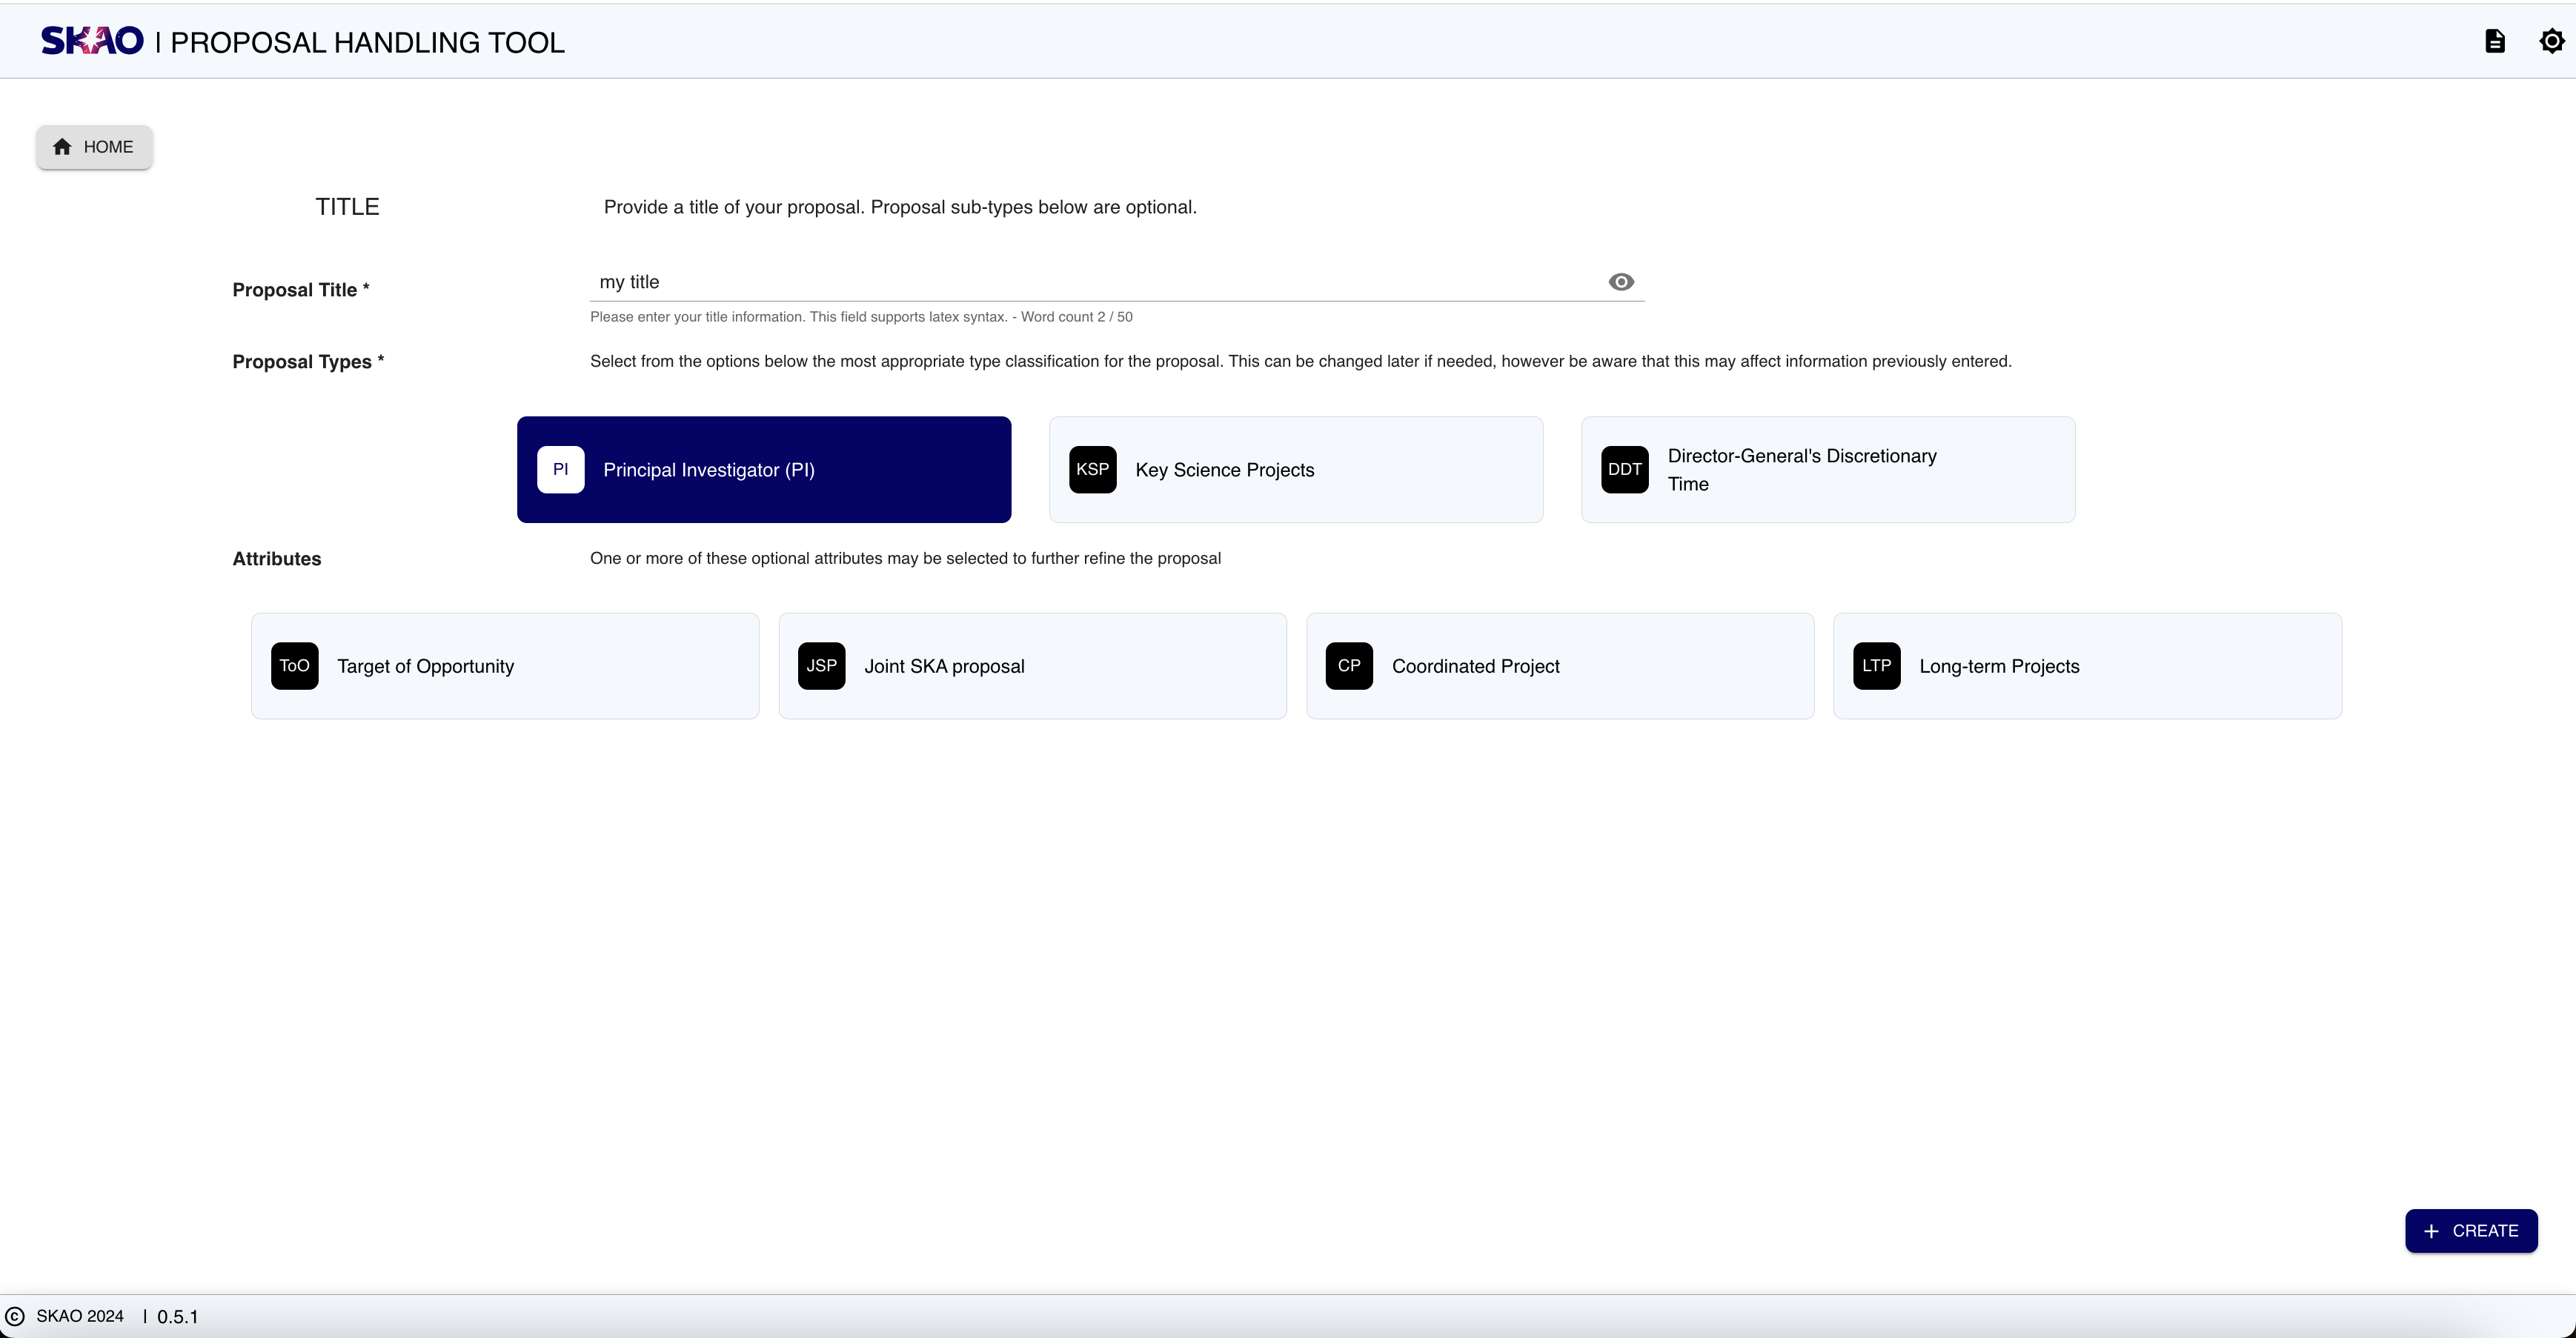 SKAO | PROPOSAL HANDLING TOOL
HOME
TITLE
Provide a title of your proposal. Proposal sub-types below are optional.
Proposal Title *
my title
Please enter your title information. This field supports latex syntax. - Word count 2 / 50
Proposal Types *
Select from the options below the most appropriate type classification for the proposal. This can be changed later if needed, however be aware that this may affect information previously entered.
PI Principal Investigator (PI)
KSP Key Science Projects
DDT Director-General's Discretionary
Time
Attributes
One or more of these optional attributes may be selected to further refine the proposal
ToO Target of Opportunity
JSP Joint SKA proposal
CP Coordinated Project
LTP Long-term Projects
+ CREATE
© SKAO 2024 | 0.5.1